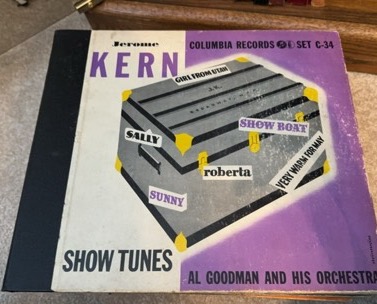 Jerome
KERN
COLUMBIA RECORDS SET C-34
GIRL FROM UTAH
J.K.
SHOW BOAT
SALLY
roberta
VERY WARM FOR MAY
SUNNY
SHOW TUNES
AL GOODMAN AND HIS ORCHESTRA